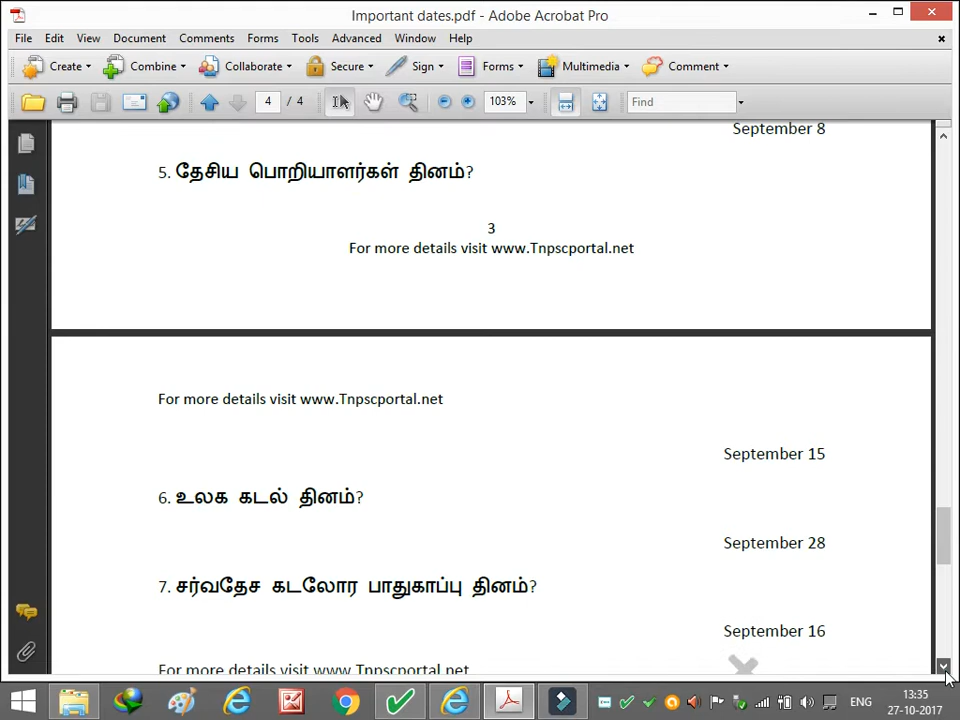 Important dates.pdf - Adobe Acrobat Pro
File Edit View Document Comments Forms Tools Advanced Window Help
Create Combine Collaborate Secure Sign Forms Multimedia Comment
4 / 4 103% Find
September 8
5. தேசிய பொறியாளர்கள் தினம்?
3
For more details visit www.Tnpscportal.net
For more details visit www.Tnpscportal.net
September 15
6. உலக கடல் தினம்?
September 28
7. சர்வதேச கடலோர பாதுகாப்பு தினம்?
September 16
For more details visit www.Tnpscportal.net
ENG 13:35
27-10-2017